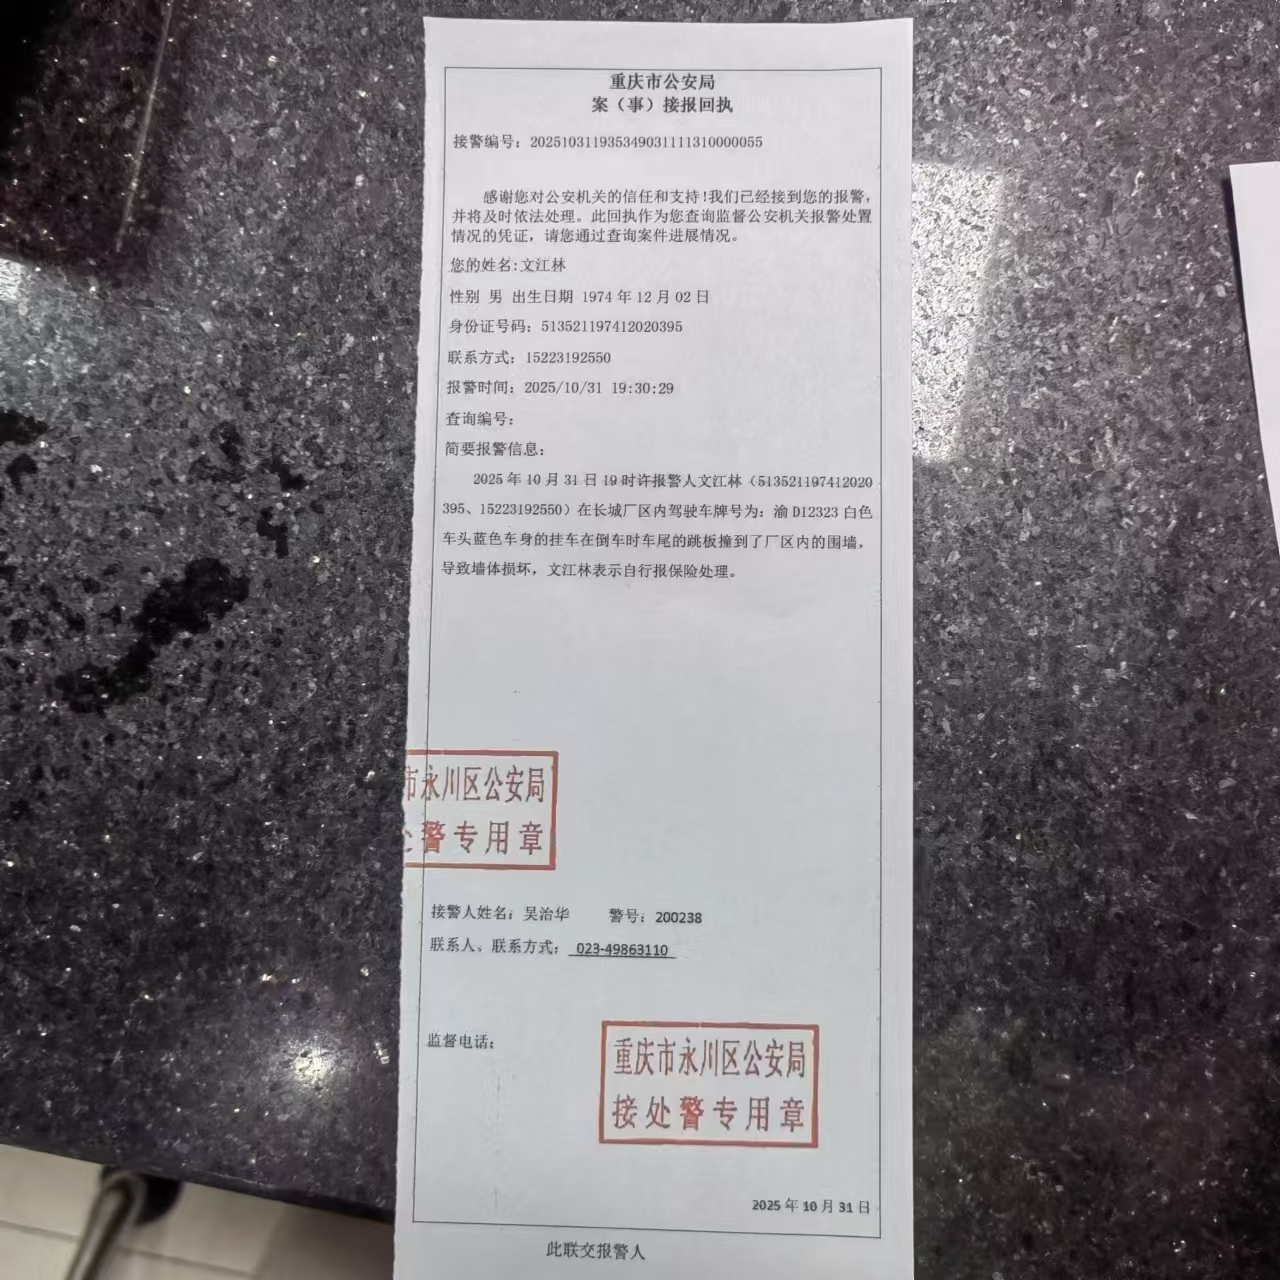 重庆市公安局
案（事）接报回执
接警编号：20251031193534903111131000055
感谢您对公安机关的信任和支持!我们已经接到您的报警，
并将及时依法处理。此回执作为您查询监督公安机关报警处置
情况的凭证，请您通过查询案件进展情况。
您的姓名:文江林
性别 男 出生日期 1974 年 12 月 02 日
身份证号码：513521197412020395
联系方式：15223192550
报警时间：2025/10/31 19:30:29
查询编号：
简要报警信息：
2025 年 10 月 31 日 19 时许报警人文江林（513521197412020
395、15223192550）在长城厂区内驾驶车牌号为：渝 D12323 白色
车头蓝色车身的挂车在倒车时车尾的跳板撞到了厂区内的围墙，
导致墙体损坏，文江林表示自行报保险处理。
市永川区公安局
警专用章
接警人姓名：吴治华 警号：200238
联系人、联系方式：023-49863110
监督电话：
重庆市永川区公安局
接处警专用章
2025 年 10 月 31 日
此联交报警人